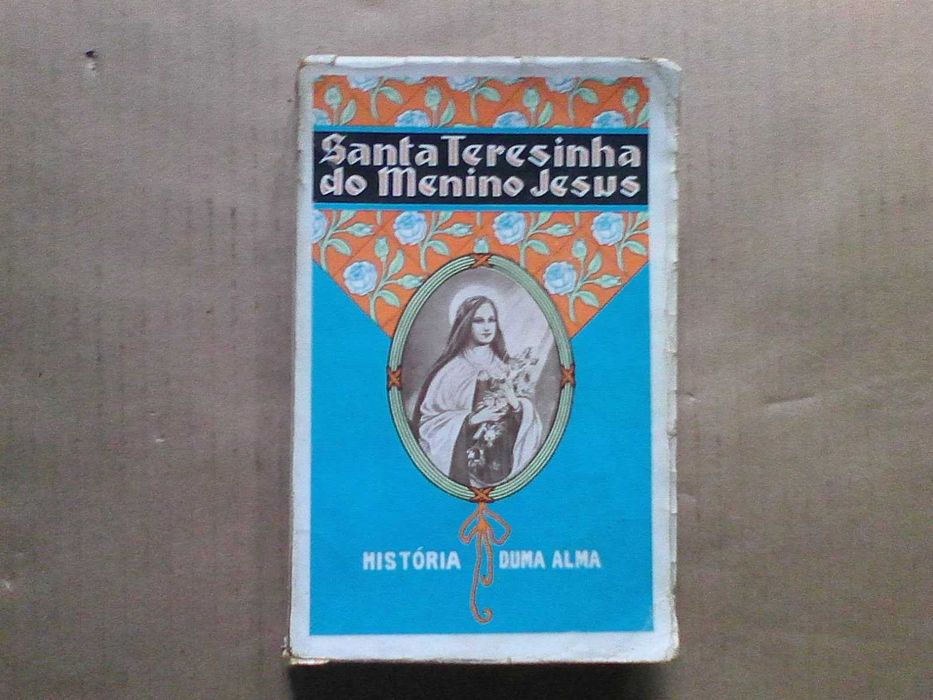 Santa Teresinha
do Menino Jesus
HISTÓRIA DUMA ALMA